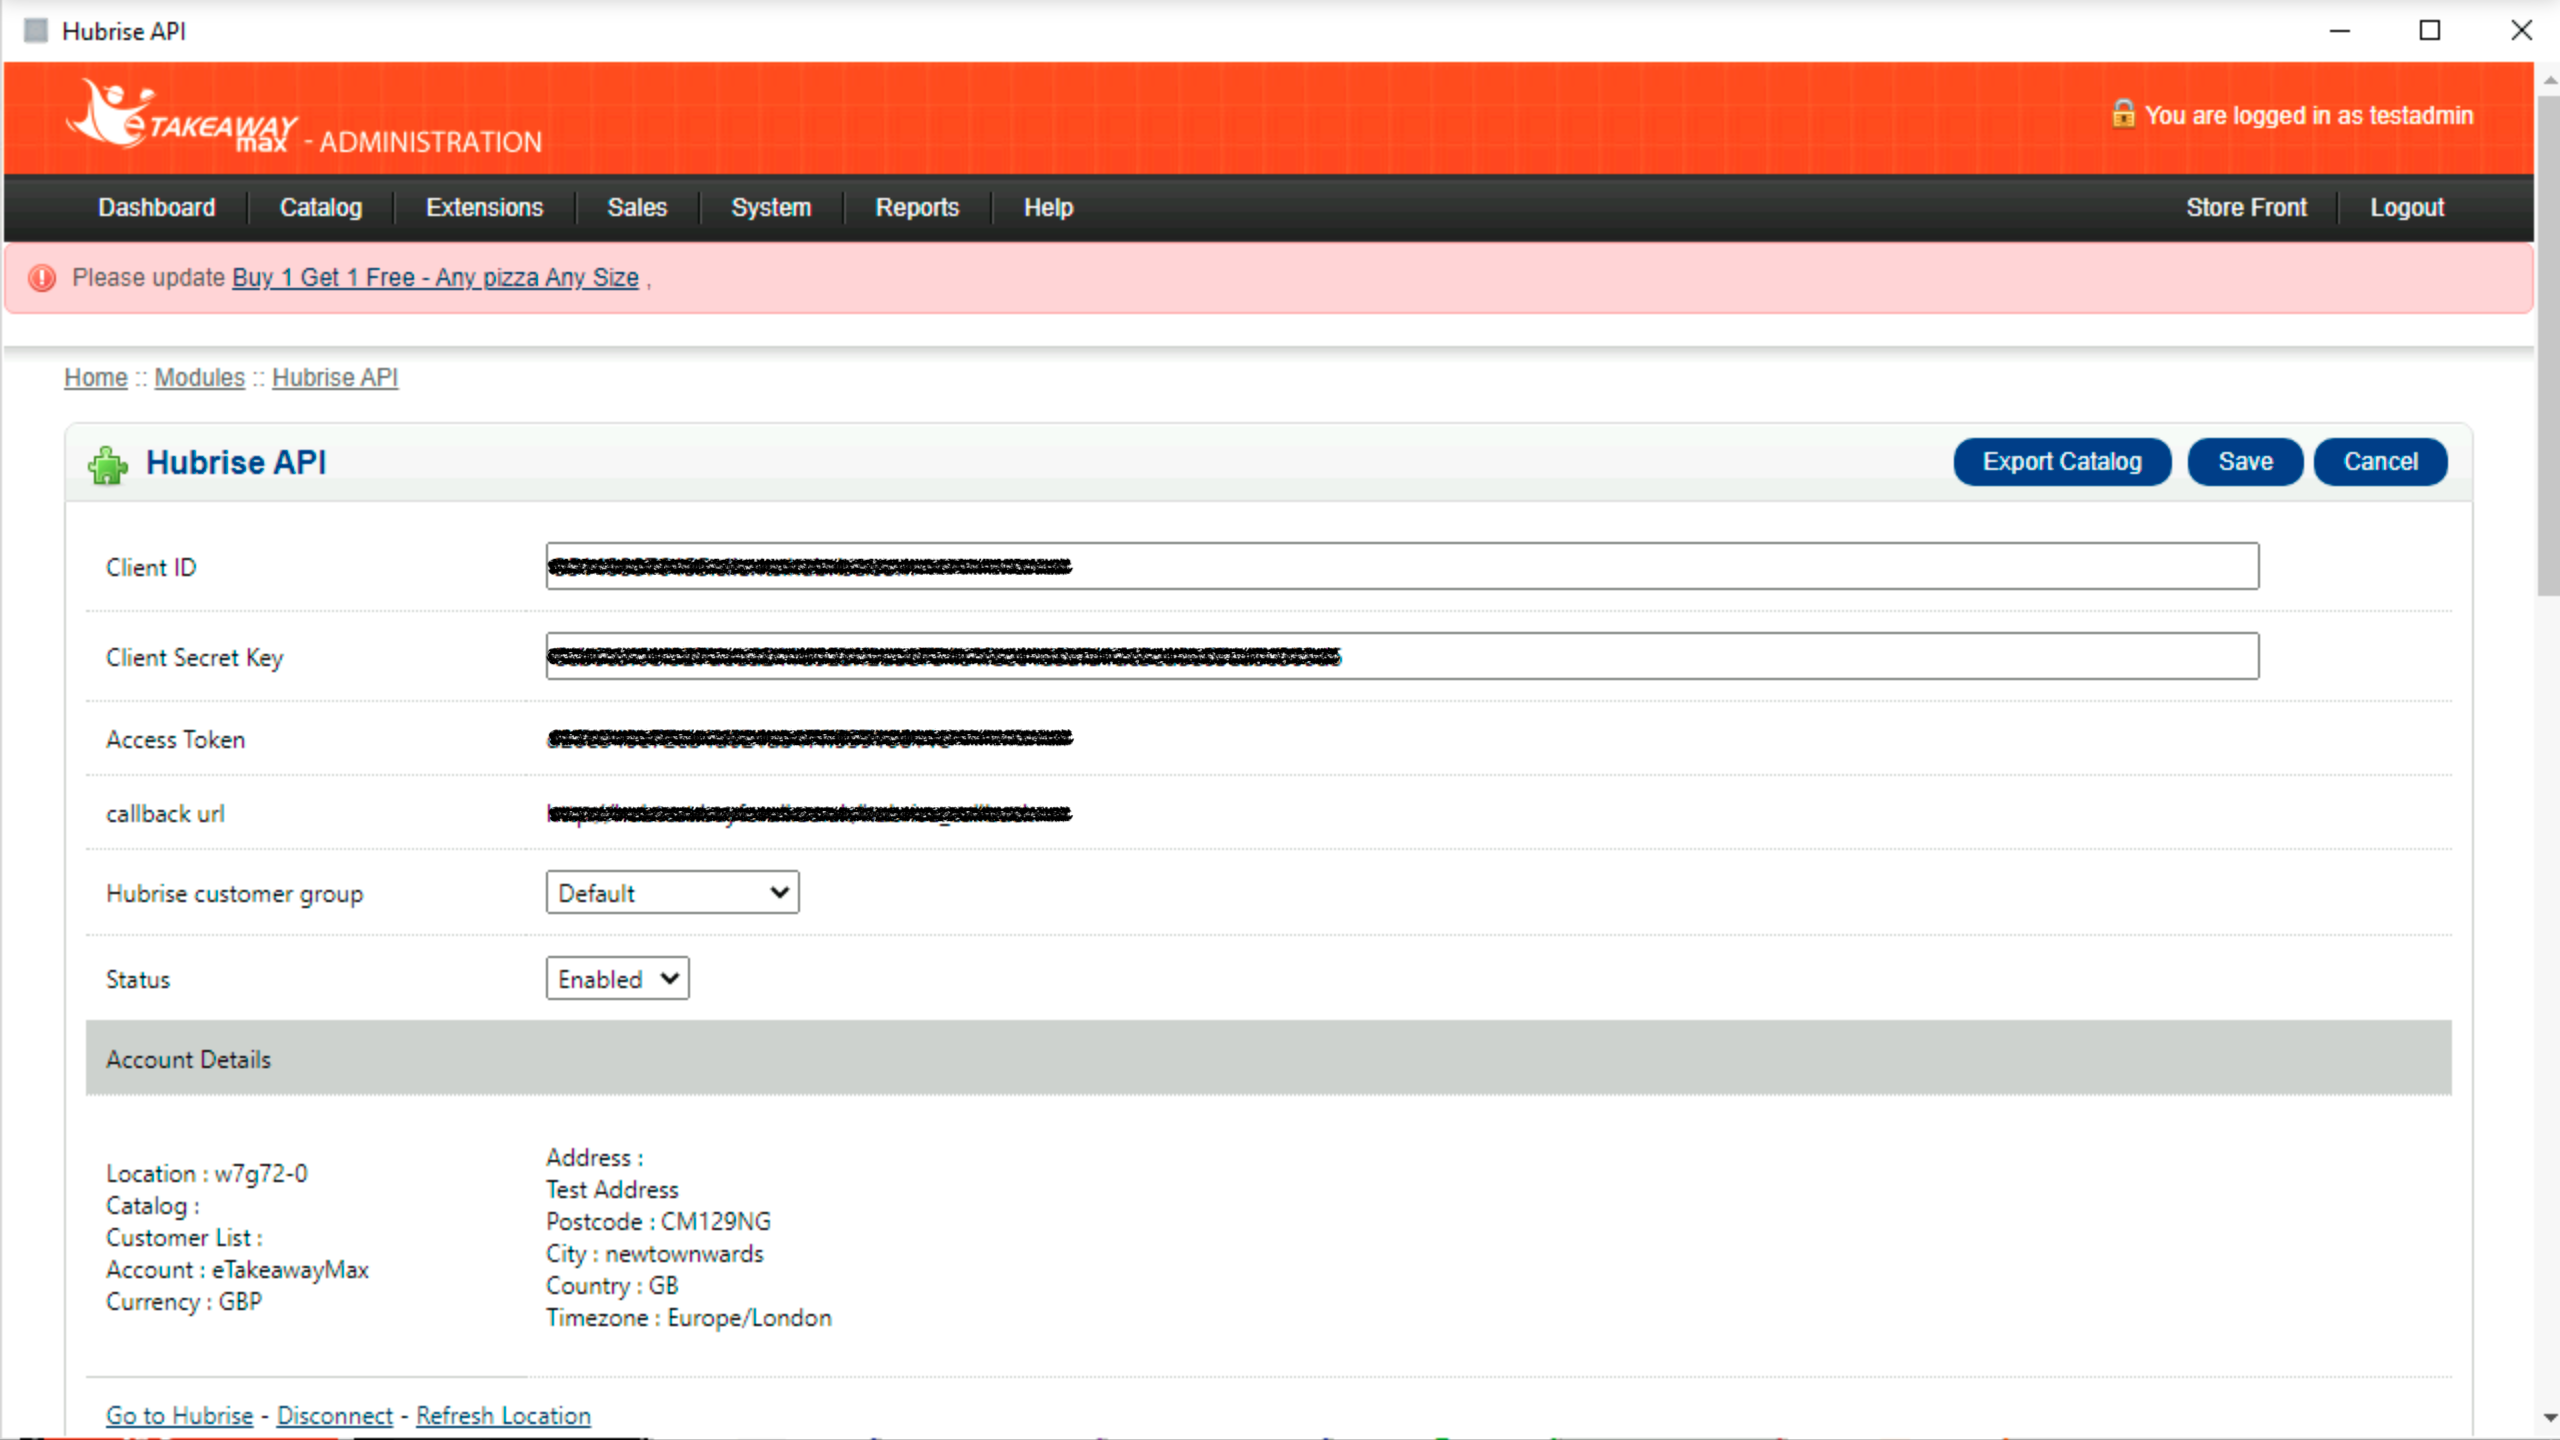 Hubrise API
eTAKEAWAY max - ADMINISTRATION
You are logged in as testadmin
Dashboard Catalog Extensions Sales System Reports Help Store Front Logout
Please update Buy 1 Get 1 Free - Any pizza Any Size ,
Home :: Modules :: Hubrise API
Hubrise API
Export Catalog Save Cancel
Client ID
Client Secret Key
Access Token
callback url
Hubrise customer group Default
Status Enabled
Account Details
Location : w7g72-0
Catalog :
Customer List :
Account : eTakeawayMax
Currency : GBP
Address :
Test Address
Postcode : CM129NG
City : newtownwards
Country : GB
Timezone : Europe/London
Go to Hubrise - Disconnect - Refresh Location